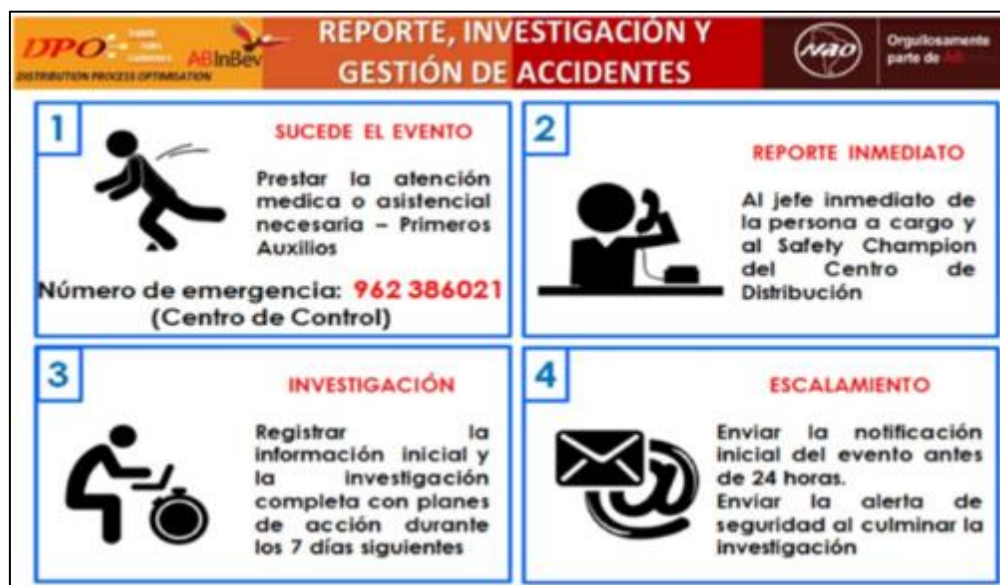 DPO
ABInBev
DISTRIBUTION PROCESS OPTIMISATION
REPORTE, INVESTIGACIÓN Y
GESTIÓN DE ACCIDENTES
Orgullosamente
parte de
1
SUCEDE EL EVENTO
Prestar la atención
medica o asistencial
necesaria – Primeros
Auxilios
Número de emergencia: 962 386021
(Centro de Control)
2
REPORTE INMEDIATO
Al jefe inmediato de
la persona a cargo y
al Safety Champion
del Centro de
Distribución
3
INVESTIGACIÓN
Registrar la
información inicial y
la investigación
completa con planes
de acción durante
los 7 días siguientes
4
ESCALAMIENTO
Enviar la notificación
inicial del evento antes
de 24 horas.
Enviar la alerta de
seguridad al culminar la
investigación